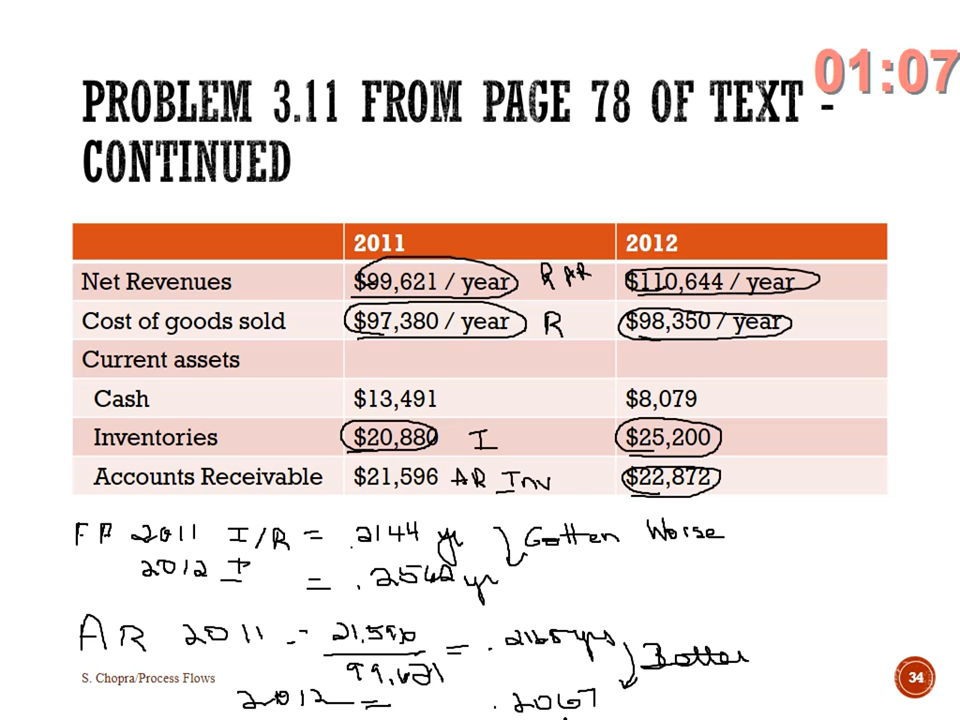 01:07
PROBLEM 3.11 FROM PAGE 78 OF TEXT -
CONTINUED
2011 2012
Net Revenues $99,621 / year R AR $110,644 / year
Cost of goods sold $97,380 / year R $98,350 / year
Current assets
Cash $13,491 $8,079
Inventories $20,880 I $25,200
Accounts Receivable $21,596 AR Inv $22,872
2011 I/R = .2144 yr Gotten Worse
2012 I = .2562 yr
AR 2011 = 21,596 = .2168 yrs Better
99,621
S. Chopra/Process Flows 34
2012 = .2067